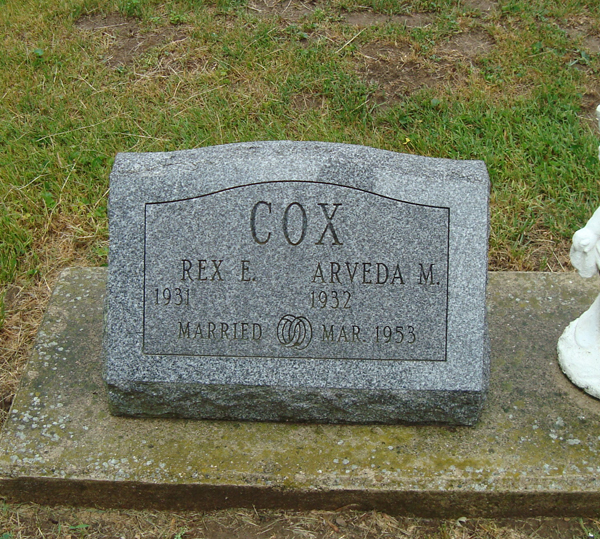 COX
REX E. ARVEDA M.
1931 1932
MARRIED MAR. 1953